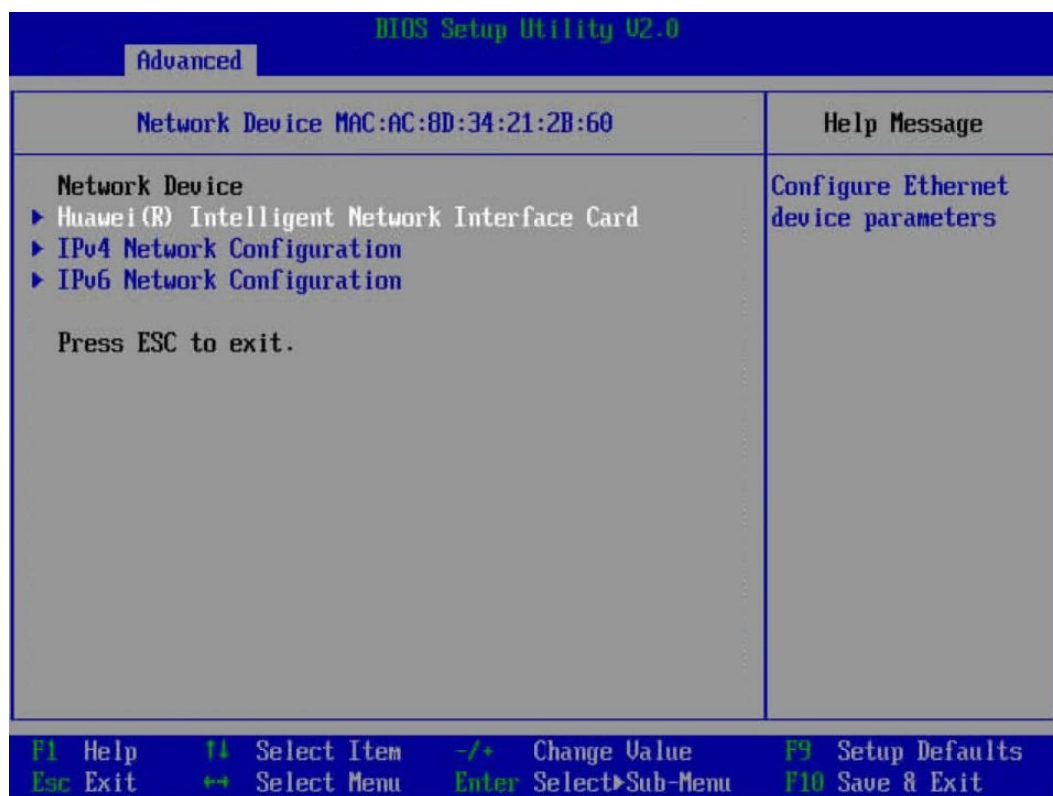 BIOS Setup Utility V2.0
Advanced
Network Device MAC:AC:8D:34:21:2B:60
Help Message
Network Device
▶ Huawei(R) Intelligent Network Interface Card
▶ IPv4 Network Configuration
▶ IPv6 Network Configuration
Press ESC to exit.
Configure Ethernet
device parameters
F1 Help ↑↓ Select Item -/+ Change Value F9 Setup Defaults
Esc Exit ←→ Select Menu Enter Select▶Sub-Menu F10 Save & Exit